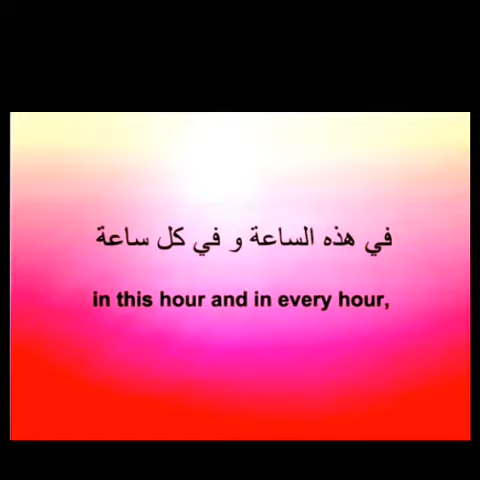 في هذه الساعة و في كل ساعة
in this hour and in every hour,